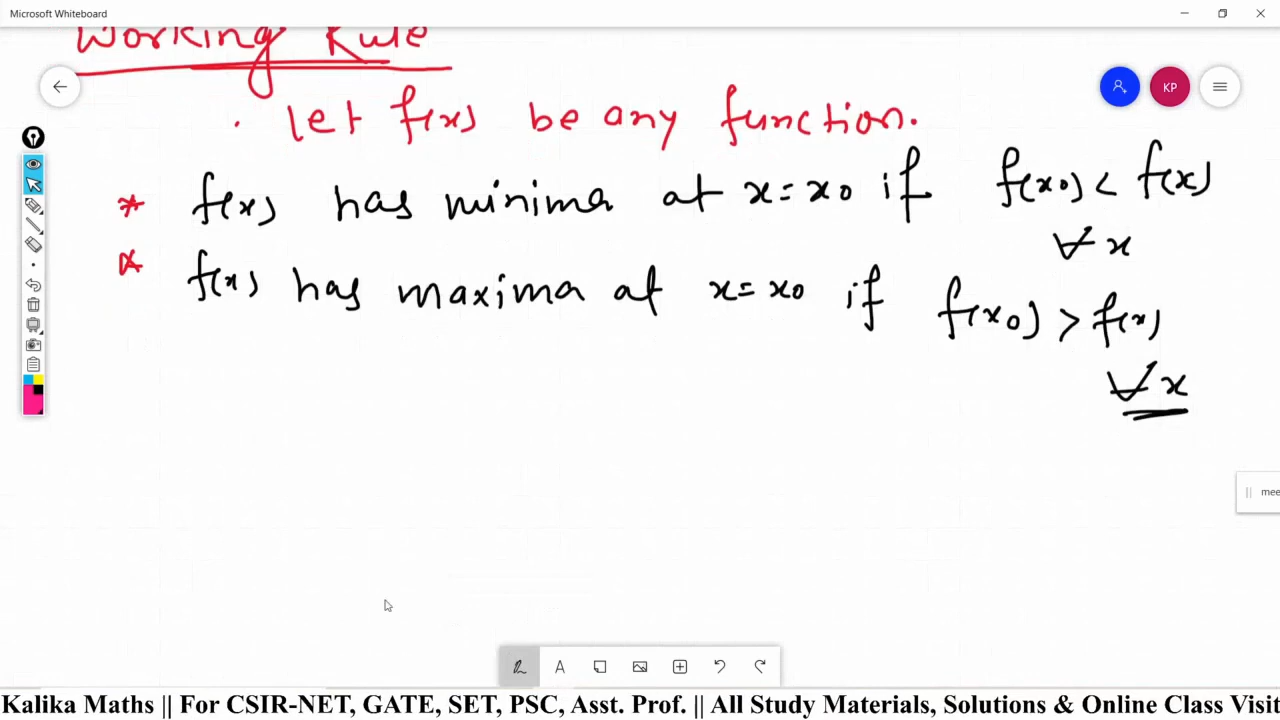 Microsoft Whiteboard
Working Rule
KP
. Let f(x) be any function.
* f(x) has minima at x = x0 if f(x0) < f(x)
∀ x
* f(x) has maxima at x = x0 if f(x0) > f(x)
∀ x
mee
A
Kalika Maths || For CSIR-NET, GATE, SET, PSC, Asst. Prof. || All Study Materials, Solutions & Online Class Visit